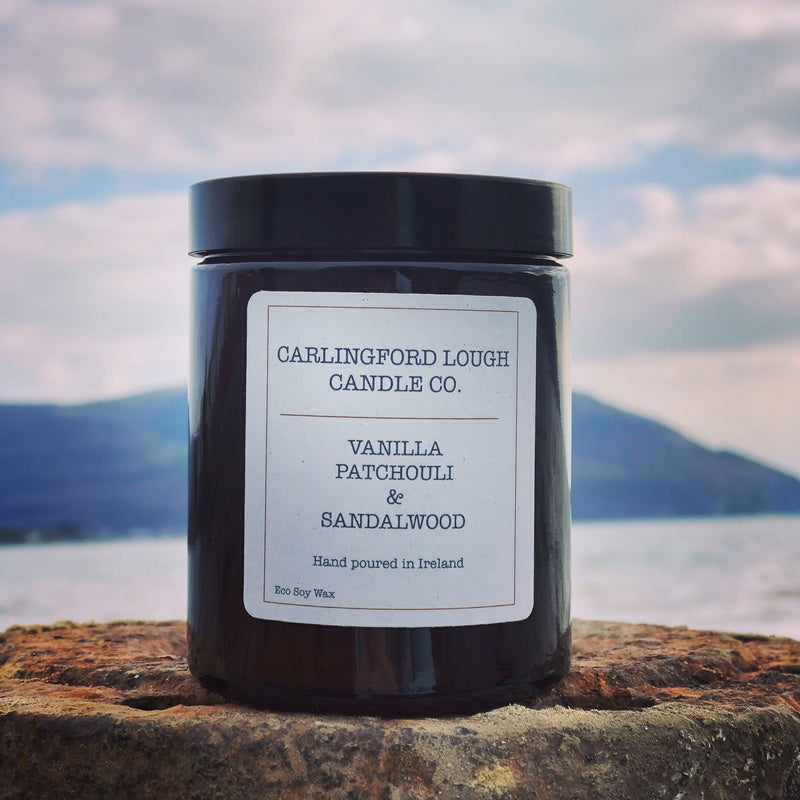 CARLINGFORD LOUGH
CANDLE CO.
VANILLA
PATCHOULI
&
SANDALWOOD
Hand poured in Ireland
Eco Soy Wax